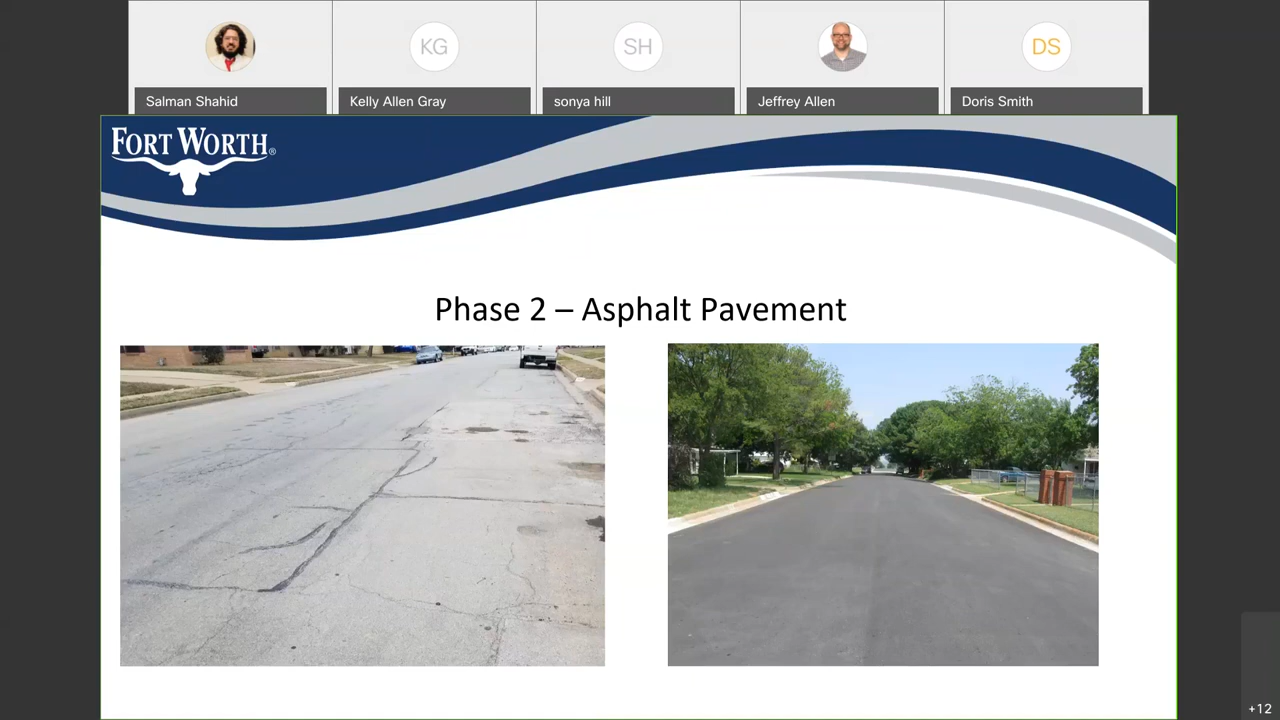 KG
SH
DS
Salman Shahid
Kelly Allen Gray
sonya hill
Jeffrey Allen
Doris Smith
FORT WORTH®
Phase 2 – Asphalt Pavement
+12